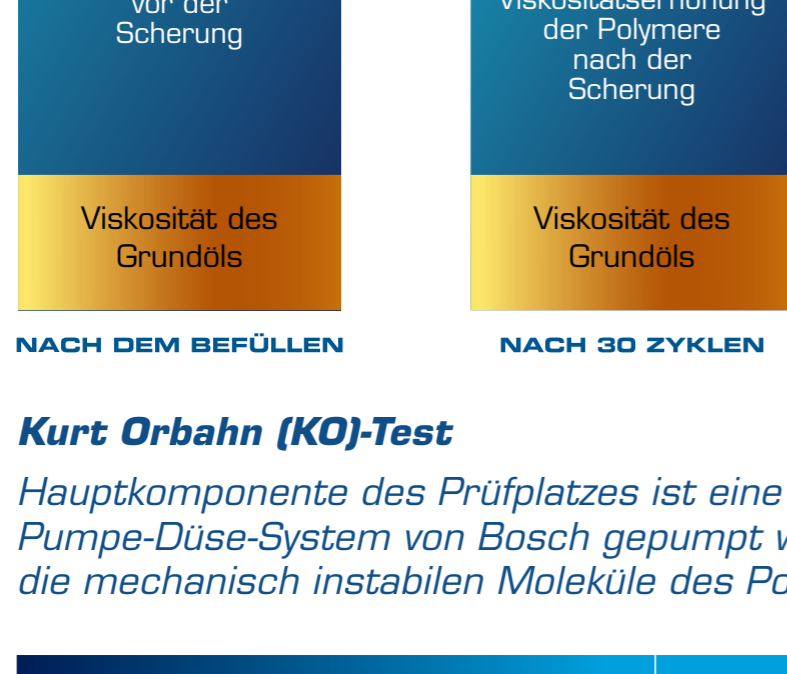 vor der
Scherung
Viskositätserhöhung
der Polymere
nach der
Scherung
Viskosität des
Grundöls
Viskosität des
Grundöls
NACH DEM BEFÜLLEN
NACH 30 ZYKLEN
Kurt Orbahn (KO)-Test
Hauptkomponente des Prüfplatzes ist eine
Pumpe-Düse-System von Bosch gepumpt
die mechanisch instabilen Moleküle des